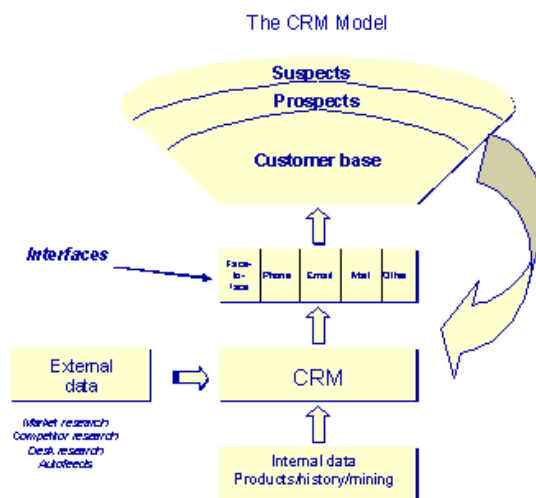 The CRM Model
Suspects
Prospects
Customer base
Interfaces
Face-
to-
face
Phone
Email
Mail
Other
External
data
CRM
Market research
Competitor research
Desk research
Autofeeds
Internal data
Products/history/mining